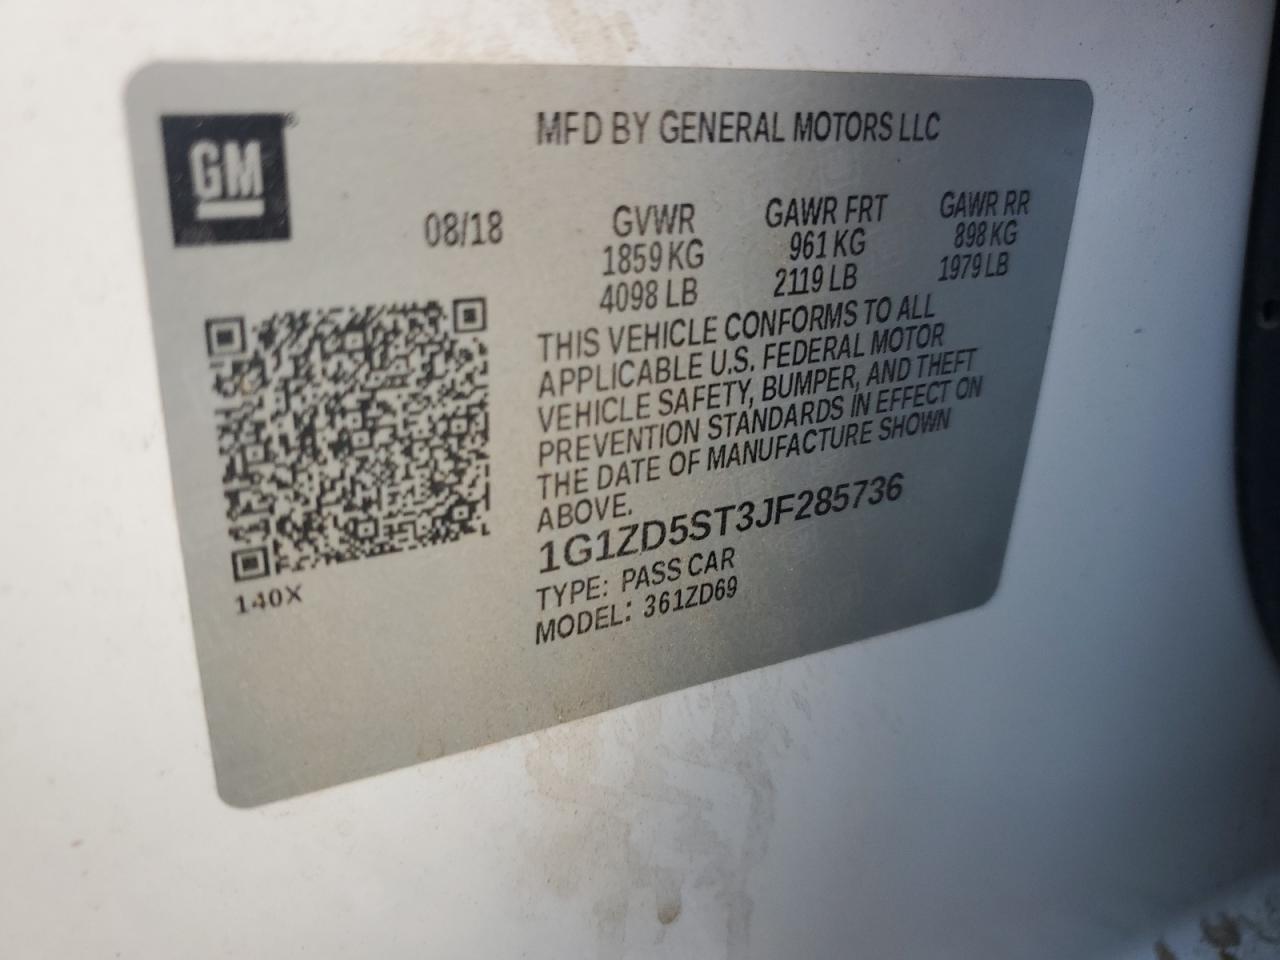 GM
MFD BY GENERAL MOTORS LLC
08/18
GVWR
1859 KG
4098 LB
GAWR FRT
961 KG
2119 LB
GAWR RR
898 KG
1979 LB
THIS VEHICLE CONFORMS TO ALL
APPLICABLE U.S. FEDERAL MOTOR
VEHICLE SAFETY, BUMPER, AND THEFT
PREVENTION STANDARDS IN EFFECT ON
THE DATE OF MANUFACTURE SHOWN
ABOVE.
1G1ZD5ST3JF285736
TYPE: PASS CAR
MODEL: 361ZD69
140X